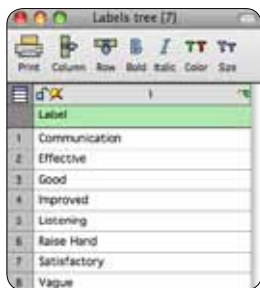 Labels tree [7]
Print Column Row Bold Italic Color Size
1
Label
1 Communication
2 Effective
3 Good
4 Improved
5 Listening
6 Raise Hand
7 Satisfactory
8 Vague